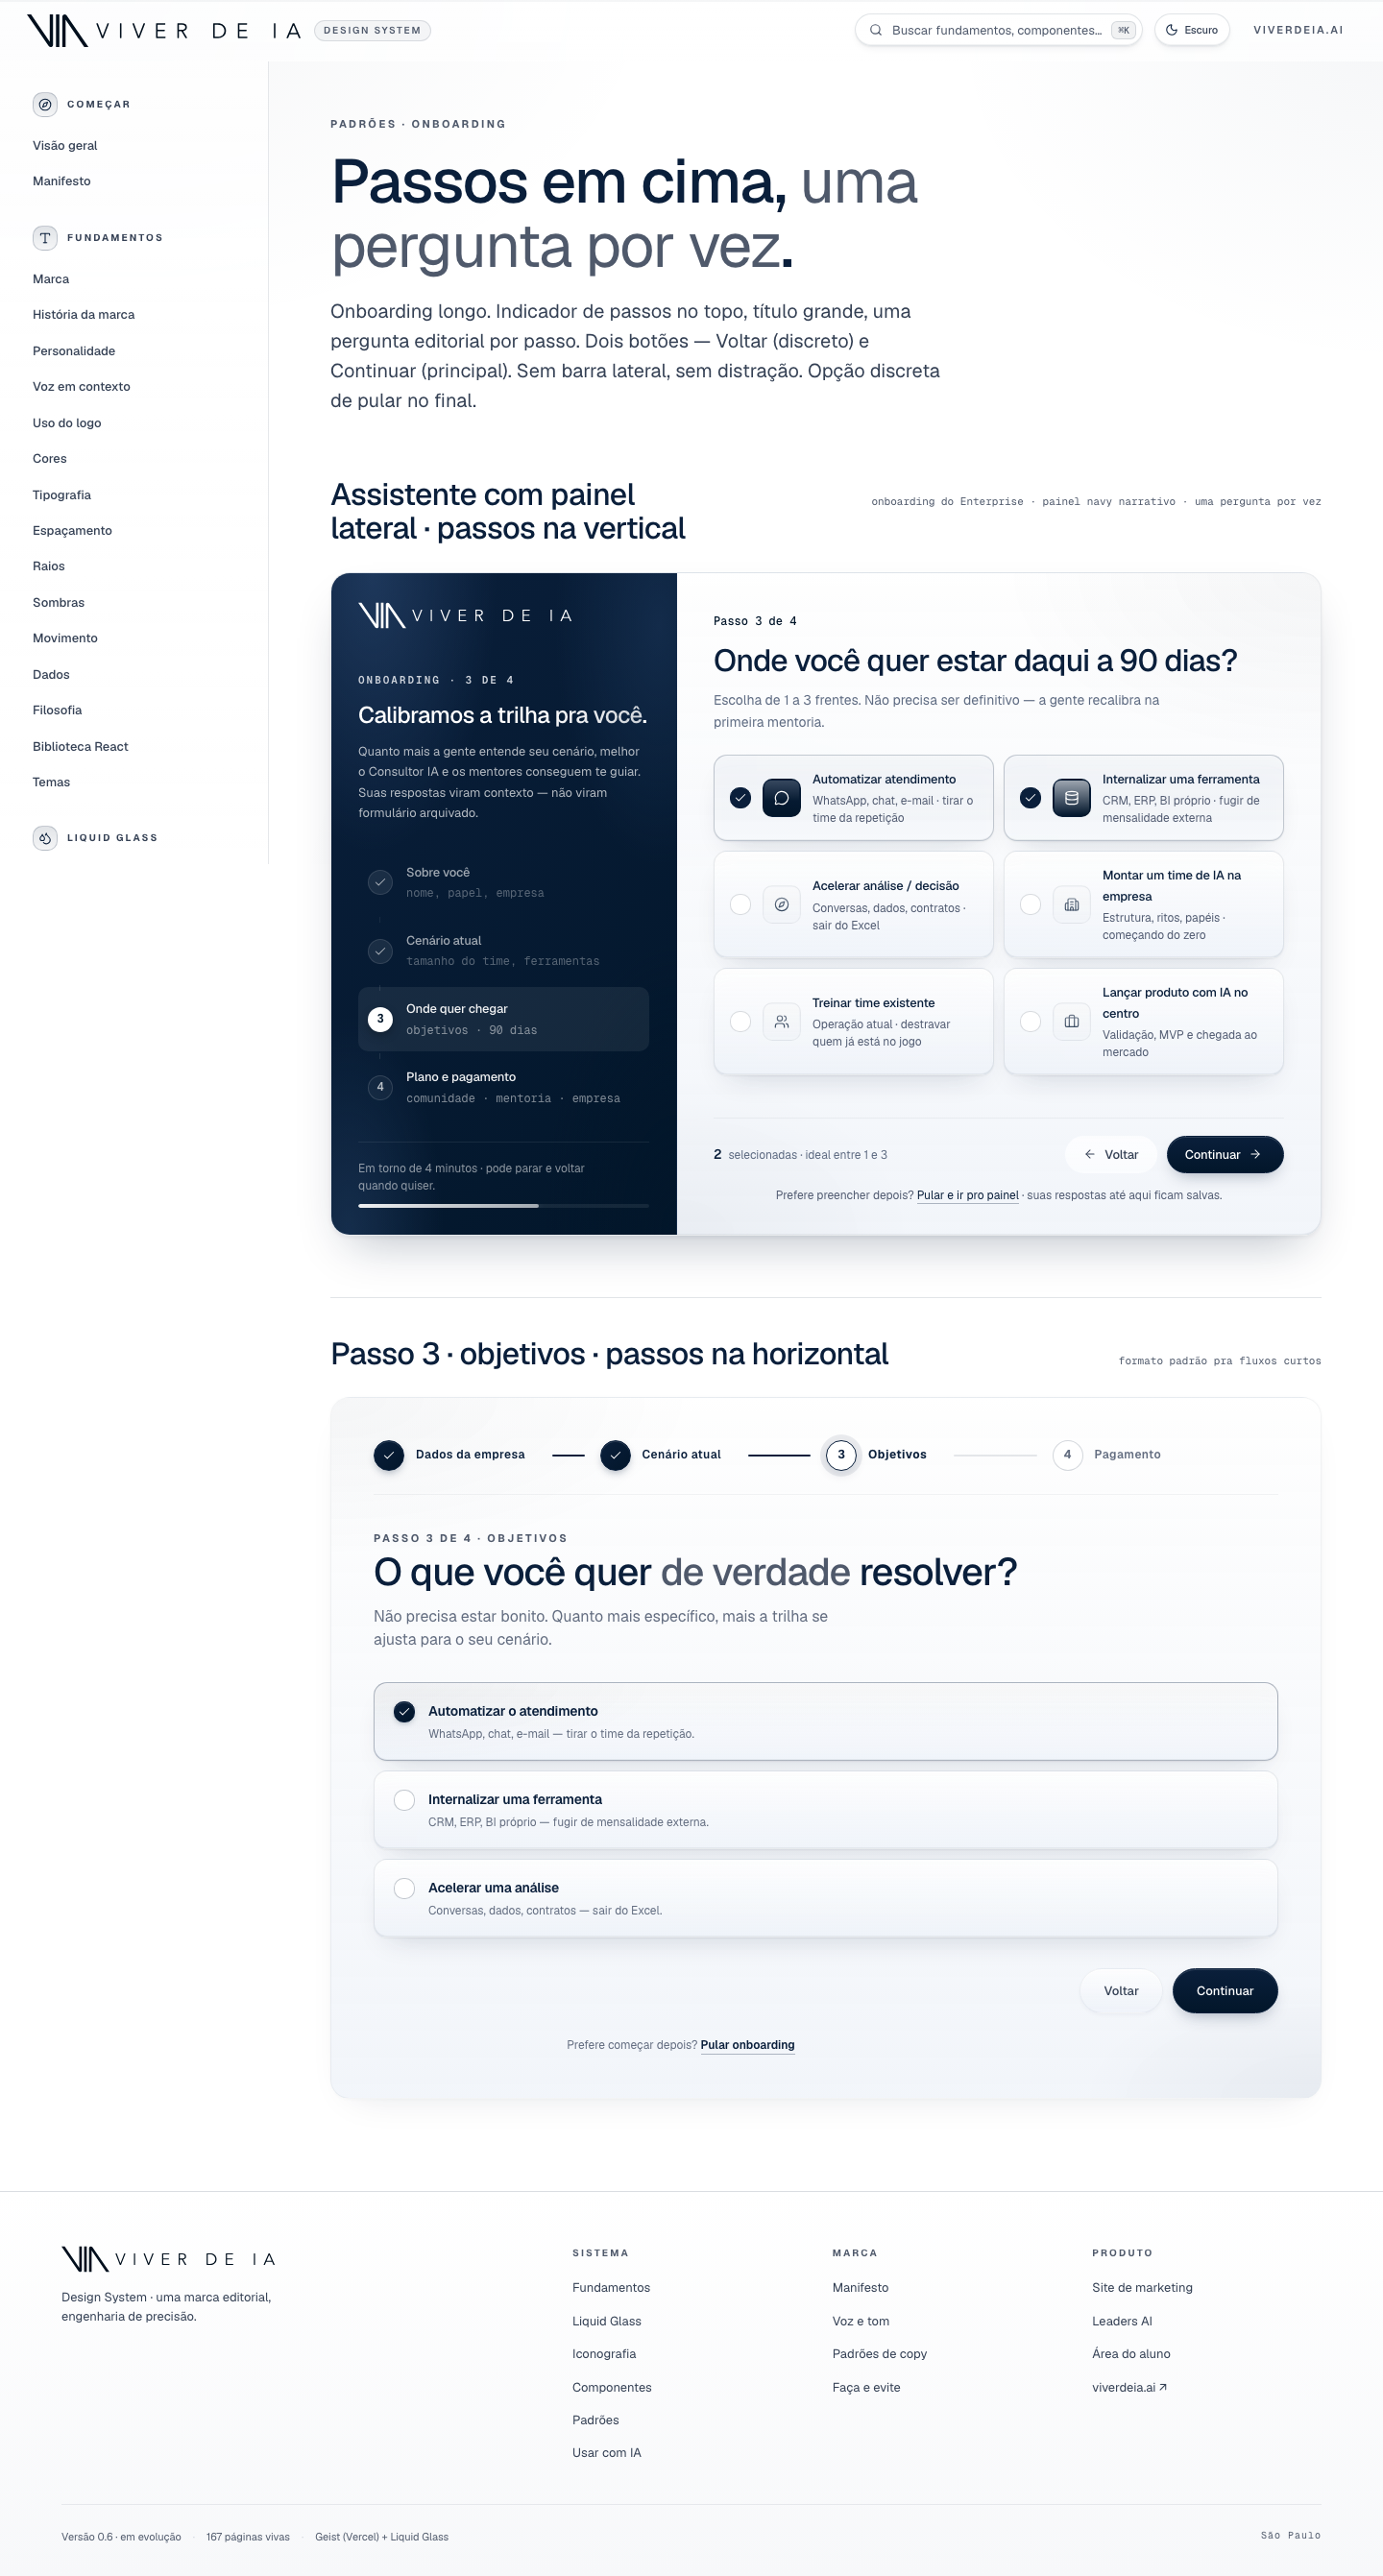 VIVER DE IA
DESIGN SYSTEM
Buscar fundamentos, componentes...
⌘K
Escuro
VIVERDEIA.AI
COMEÇAR
Visão geral
Manifesto
FUNDAMENTOS
Marca
História da marca
Personalidade
Voz em contexto
Uso do logo
Cores
Tipografia
Espaçamento
Raios
Sombras
Movimento
Dados
Filosofia
Biblioteca React
Temas
LIQUID GLASS
PADRÕES · ONBOARDING
Passos em cima, uma
pergunta por vez.
Onboarding longo. Indicador de passos no topo, título grande, uma
pergunta editorial por passo. Dois botões — Voltar (discreto) e
Continuar (principal). Sem barra lateral, sem distração. Opção discreta
de pular no final.
Assistente com painel
lateral · passos na vertical
onboarding do Enterprise · painel navy narrativo · uma pergunta por vez
VIVER DE IA
ONBOARDING · 3 DE 4
Calibramos a trilha pra você.
Quanto mais a gente entende seu cenário, melhor
o Consultor IA e os mentores conseguem te guiar.
Suas respostas viram contexto — não viram
formulário arquivado.
Sobre você
nome, papel, empresa
Cenário atual
tamanho do time, ferramentas
3
Onde quer chegar
objetivos · 90 dias
4
Plano e pagamento
comunidade · mentoria · empresa
Em torno de 4 minutos · pode parar e voltar
quando quiser.
Passo 3 de 4
Onde você quer estar daqui a 90 dias?
Escolha de 1 a 3 frentes. Não precisa ser definitivo — a gente recalibra na
primeira mentoria.
Automatizar atendimento
WhatsApp, chat, e-mail · tirar o
time da repetição
Internalizar uma ferramenta
CRM, ERP, BI próprio · fugir de
mensalidade externa
Acelerar análise / decisão
Conversas, dados, contratos ·
sair do Excel
Montar um time de IA na
empresa
Estrutura, ritos, papéis ·
começando do zero
Treinar time existente
Operação atual · destravar
quem já está no jogo
Lançar produto com IA no
centro
Validação, MVP e chegada ao
mercado
2 selecionadas · ideal entre 1 e 3
Voltar
Continuar
Prefere preencher depois? Pular e ir pro painel · suas respostas até aqui ficam salvas.
Passo 3 · objetivos · passos na horizontal
formato padrão pra fluxos curtos
Dados da empresa
Cenário atual
3
Objetivos
4
Pagamento
PASSO 3 DE 4 · OBJETIVOS
O que você quer de verdade resolver?
Não precisa estar bonito. Quanto mais específico, mais a trilha se
ajusta para o seu cenário.
Automatizar o atendimento
WhatsApp, chat, e-mail — tirar o time da repetição.
Internalizar uma ferramenta
CRM, ERP, BI próprio — fugir de mensalidade externa.
Acelerar uma análise
Conversas, dados, contratos — sair do Excel.
Voltar
Continuar
Prefere começar depois? Pular onboarding
VIVER DE IA
Design System · uma marca editorial,
engenharia de precisão.
SISTEMA
Fundamentos
Liquid Glass
Iconografia
Componentes
Padrões
Usar com IA
MARCA
Manifesto
Voz e tom
Padrões de copy
Faça e evite
PRODUTO
Site de marketing
Leaders AI
Área do aluno
viverdeia.ai ↗
Versão 0.6 · em evolução · 167 páginas vivas · Geist (Vercel) + Liquid Glass
São Paulo